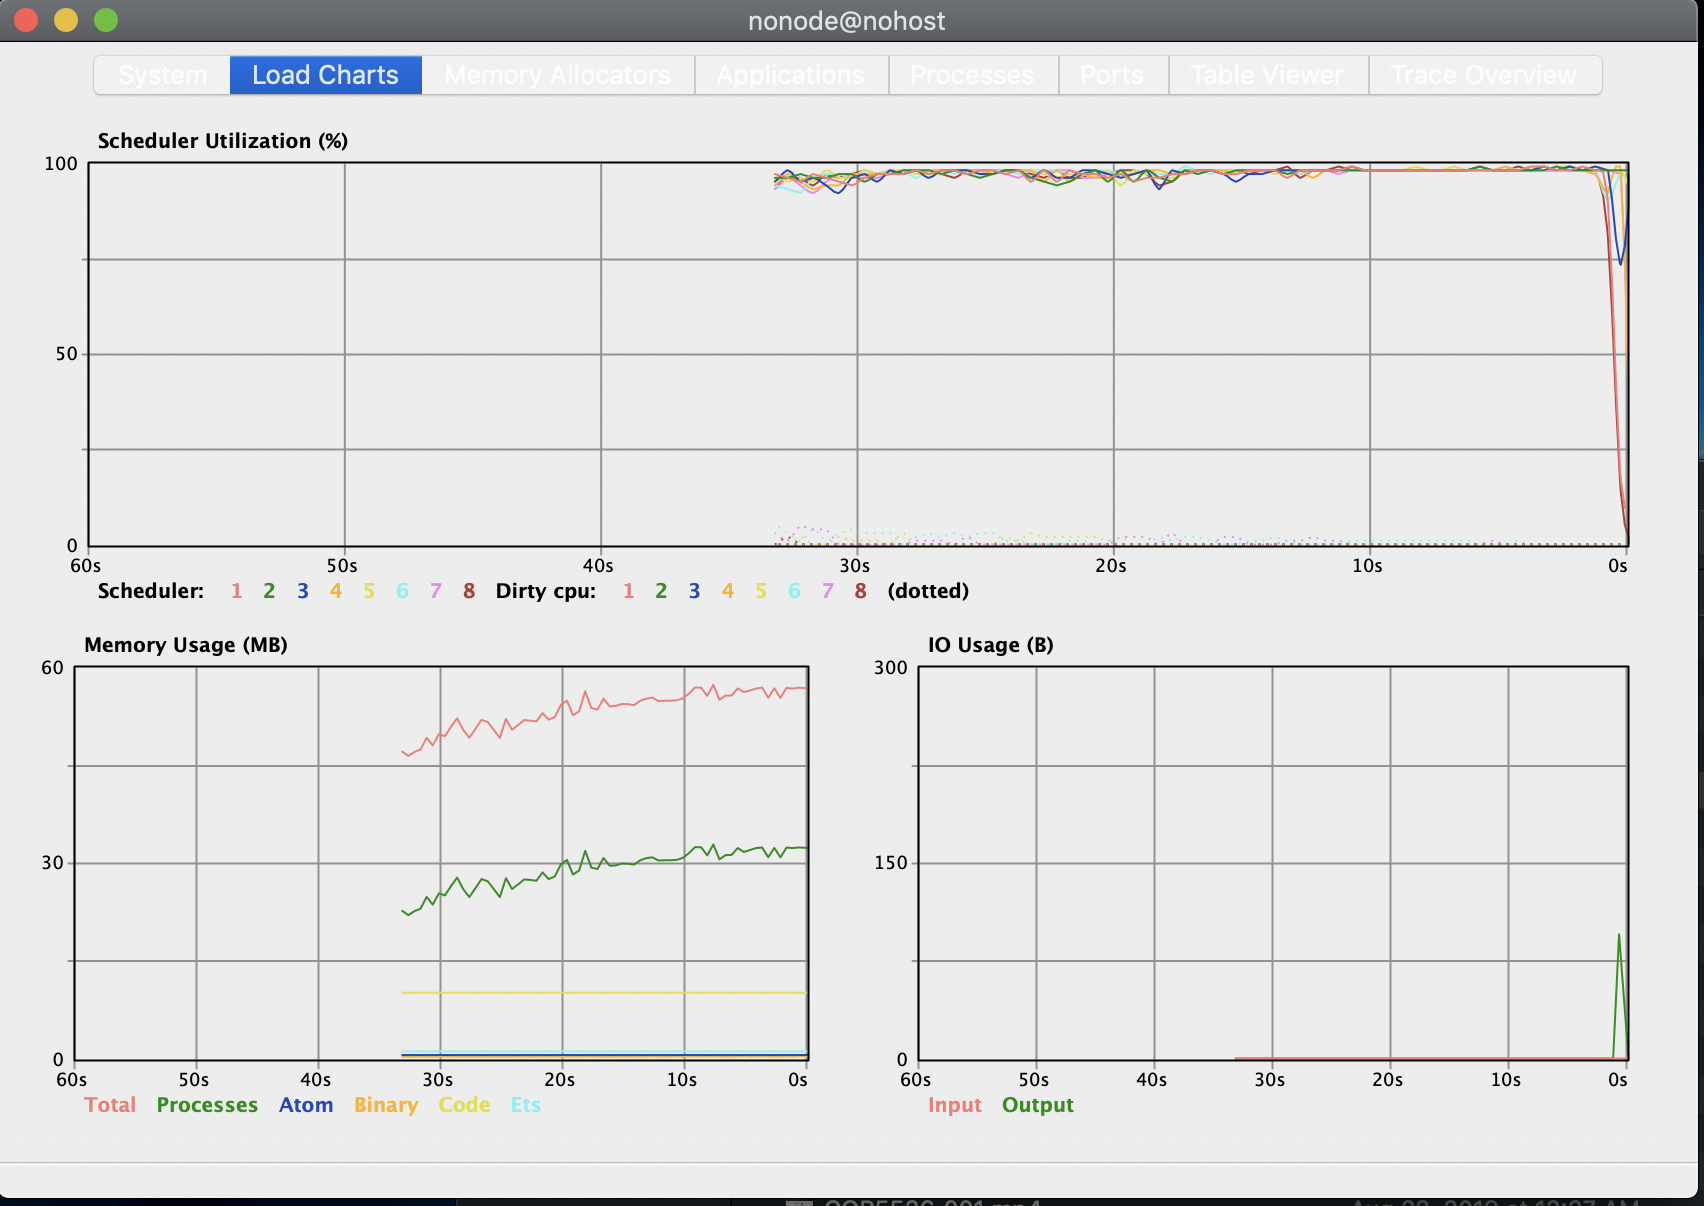 nonode@nohost
System Load Charts Memory Allocators Applications Processes Ports Table Viewer Trace Overview
Scheduler Utilization (%)
100
50
0
60s 50s 40s 30s 20s 10s 0s
Scheduler: 1 2 3 4 5 6 7 8 Dirty cpu: 1 2 3 4 5 6 7 8 (dotted)
Memory Usage (MB)
60
30
0
60s 50s 40s 30s 20s 10s 0s
Total Processes Atom Binary Code Ets
IO Usage (B)
300
150
0
60s 50s 40s 30s 20s 10s 0s
Input Output